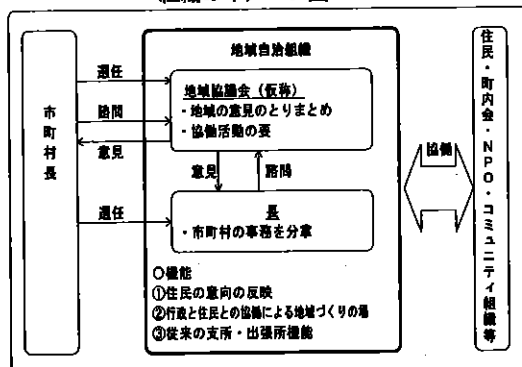 地域自治組織
選任
地域協議会（仮称）
・地域の意見のとりまとめ
・協働活動の要
諮問
意見
市町村長
意見
諮問
選任
長
・市町村の事務を分掌
協働
住民・町内会・NPO・コミュニティ組織等
○機能
①住民の意向の反映
②行政と住民との協働による地域づくりの場
③従来の支所・出張所機能